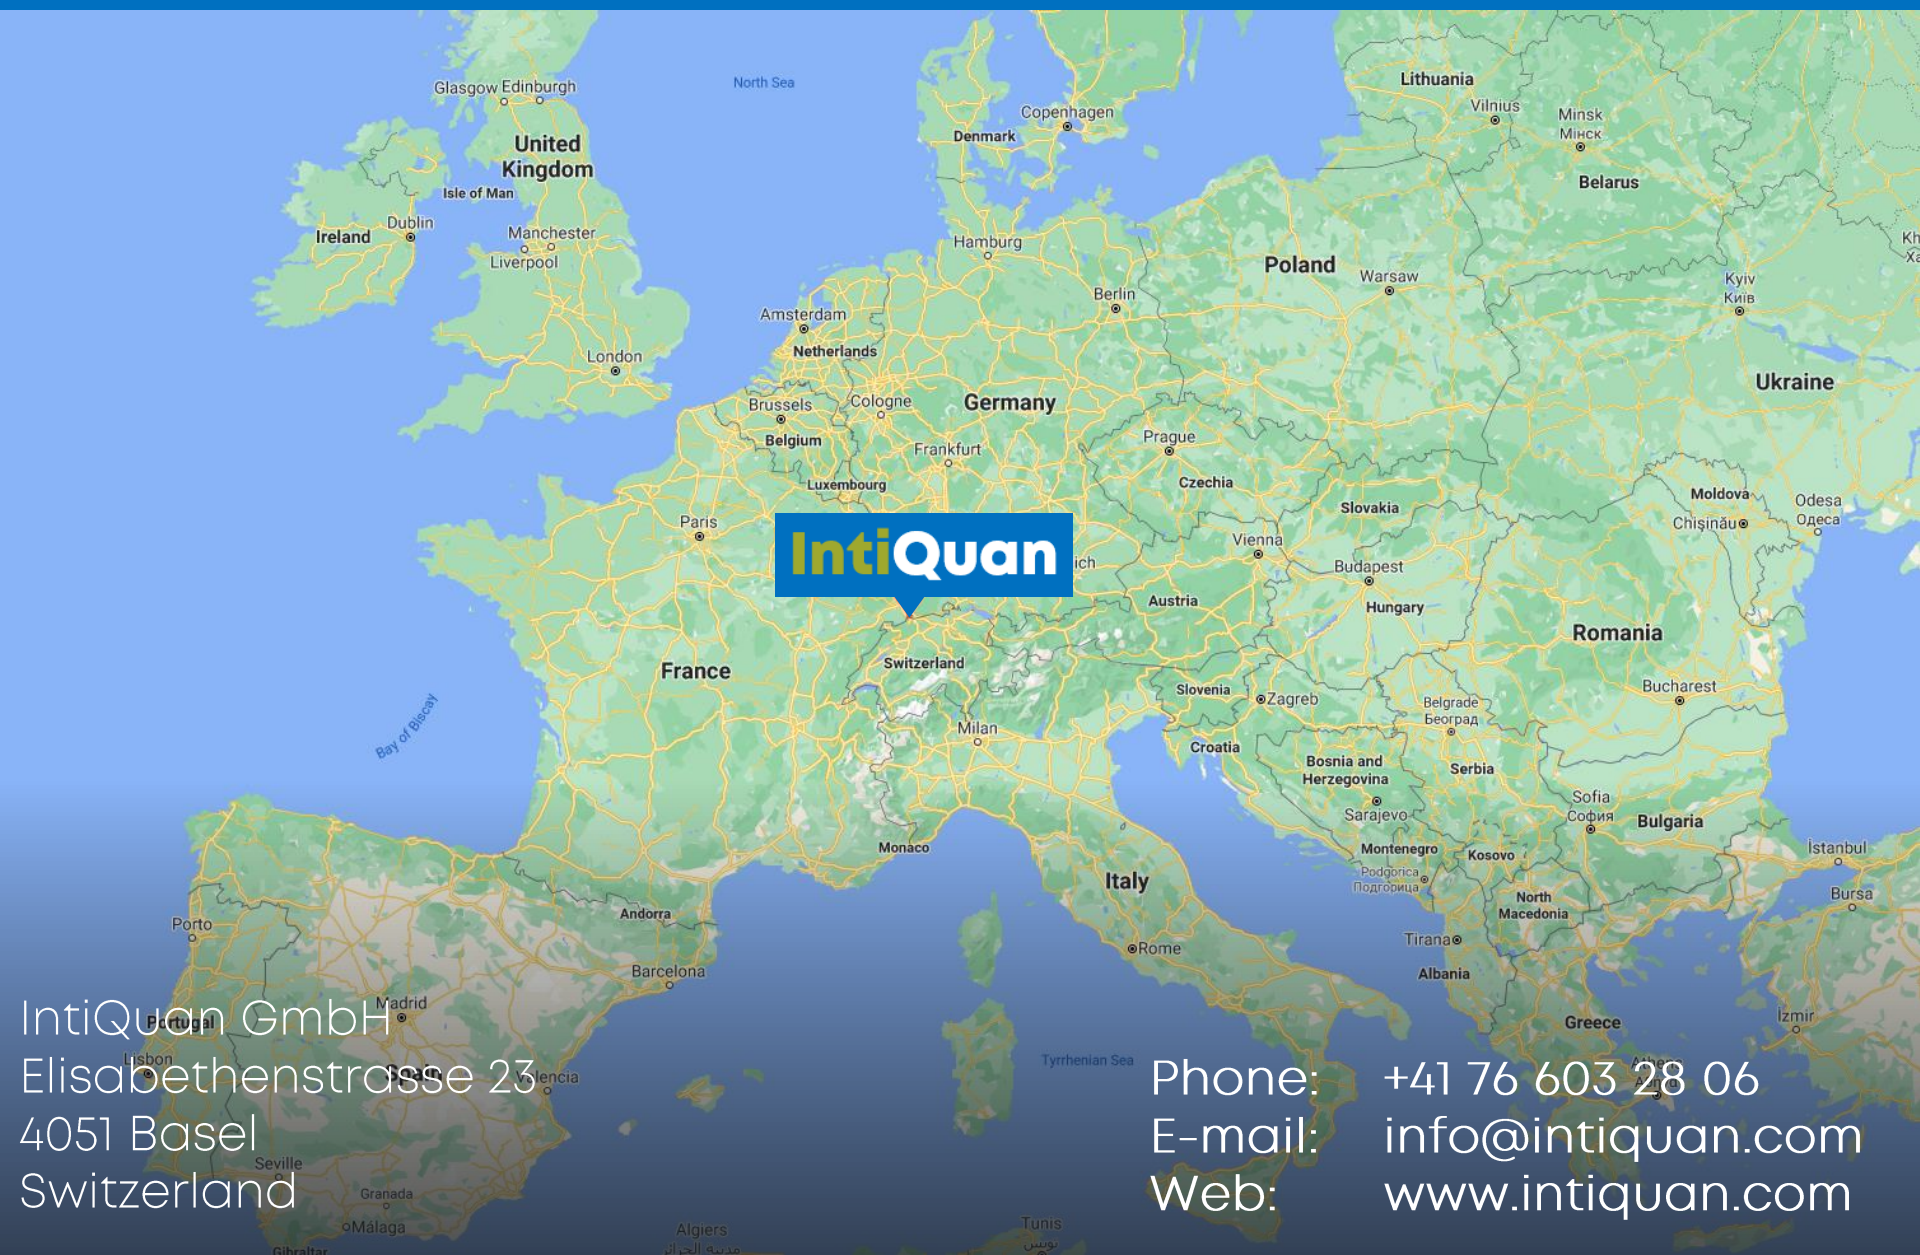 North Sea
Glasgow
Edinburgh
United
Kingdom
Isle of Man
Ireland
Dublin
Manchester
Liverpool
London
Copenhagen
Denmark
Lithuania
Vilnius
Minsk
Мінск
Belarus
Hamburg
Berlin
Poland
Warsaw
Kyiv
Київ
Ukraine
Amsterdam
Netherlands
Brussels
Belgium
Cologne
Germany
Frankfurt
Luxembourg
Prague
Czechia
Slovakia
Moldova
Chișinău
Odesa
Одеса
Paris
IntiQuan
Vienna
Austria
Budapest
Hungary
Romania
Bucharest
France
Switzerland
Slovenia
Zagreb
Croatia
Belgrade
Београд
Serbia
Bosnia and
Herzegovina
Sarajevo
Bay of Biscay
Milan
Monaco
Italy
Rome
Montenegro
Podgorica
Подгорица
Kosovo
Sofia
София
Bulgaria
North
Macedonia
Tirana
Albania
Greece
İstanbul
Bursa
İzmir
Andorra
Barcelona
Porto
Madrid
Portugal
Lisbon
Spain
Valencia
Seville
Granada
Málaga
Gibraltar
Tyrrhenian Sea
Algiers
مدينة الجزائر
Tunis
تونس
Athens
IntiQuan GmbH
Elisabethenstrasse 23
4051 Basel
Switzerland
Phone: +41 76 603 28 06
E-mail: info@intiquan.com
Web: www.intiquan.com